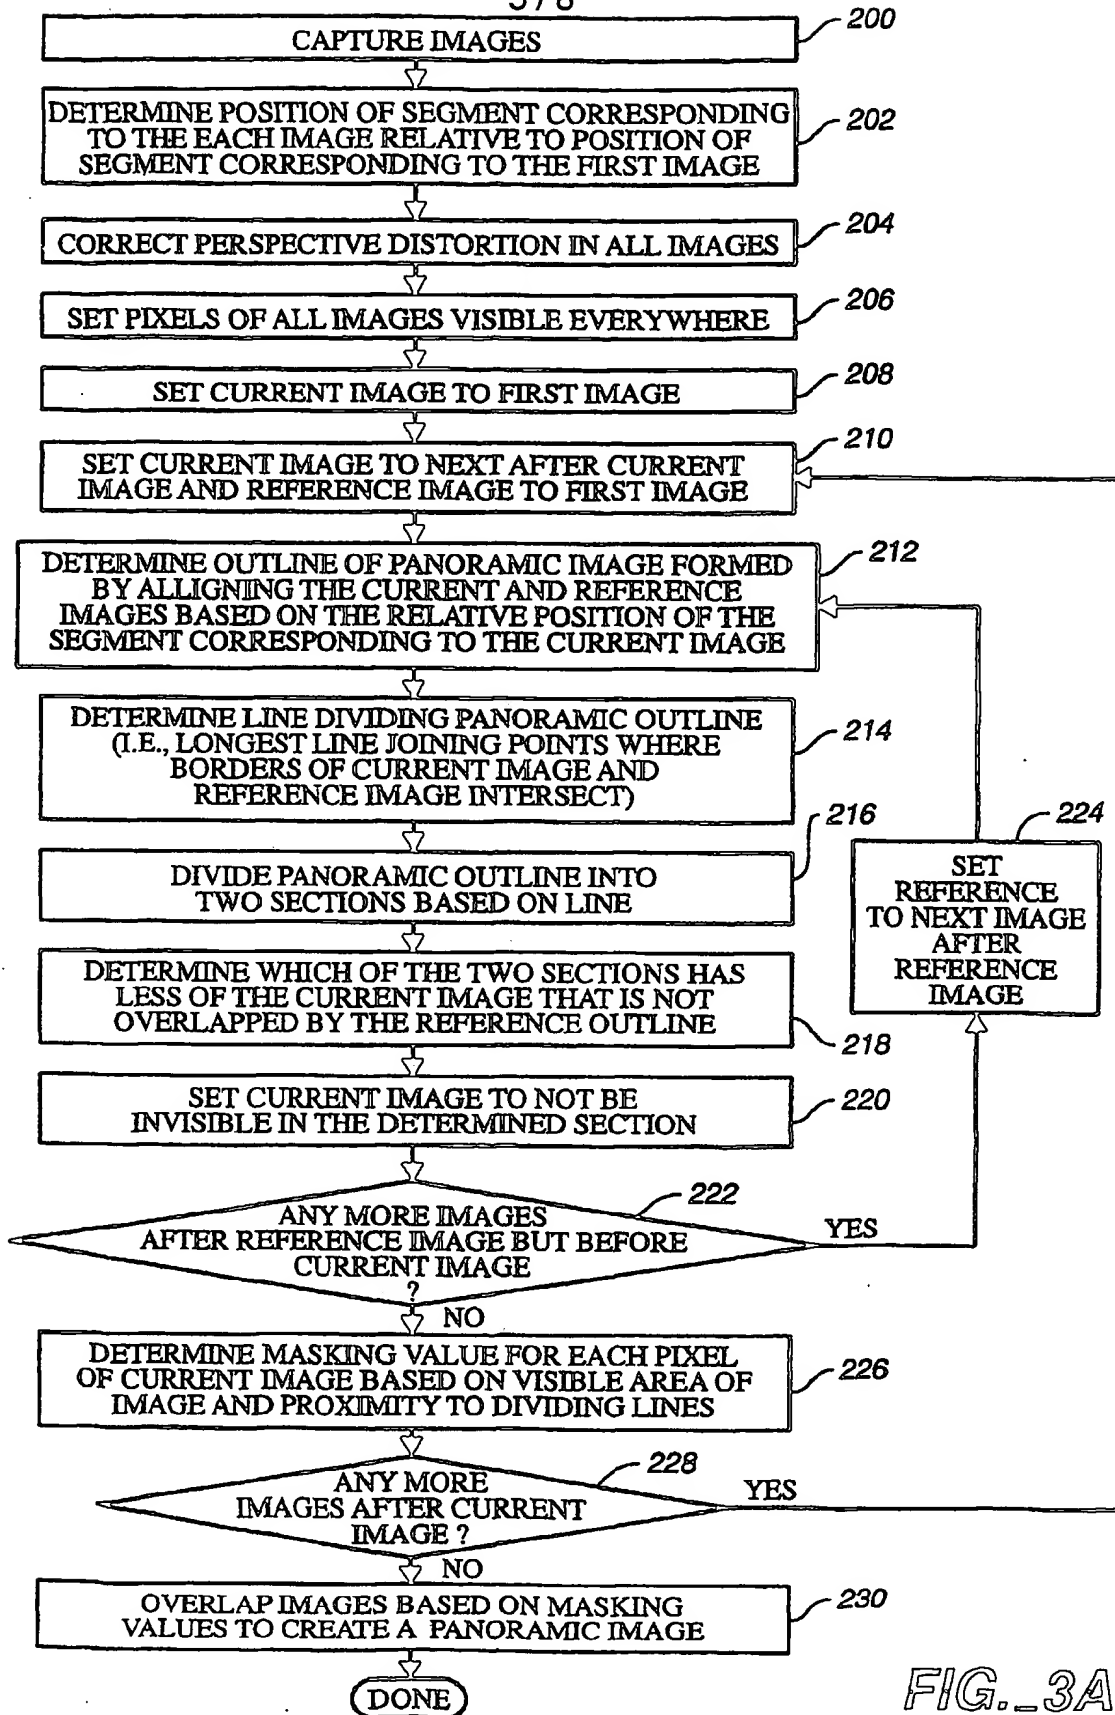 3/8
CAPTURE IMAGES
200
DETERMINE POSITION OF SEGMENT CORRESPONDING
TO THE EACH IMAGE RELATIVE TO POSITION OF
SEGMENT CORRESPONDING TO THE FIRST IMAGE
202
CORRECT PERSPECTIVE DISTORTION IN ALL IMAGES
204
SET PIXELS OF ALL IMAGES VISIBLE EVERYWHERE
206
SET CURRENT IMAGE TO FIRST IMAGE
208
SET CURRENT IMAGE TO NEXT AFTER CURRENT
IMAGE AND REFERENCE IMAGE TO FIRST IMAGE
210
DETERMINE OUTLINE OF PANORAMIC IMAGE FORMED
BY ALLIGNING THE CURRENT AND REFERENCE
IMAGES BASED ON THE RELATIVE POSITION OF THE
SEGMENT CORRESPONDING TO THE CURRENT IMAGE
212
DETERMINE LINE DIVIDING PANORAMIC OUTLINE
(I.E., LONGEST LINE JOINING POINTS WHERE
BORDERS OF CURRENT IMAGE AND
REFERENCE IMAGE INTERSECT)
214
DIVIDE PANORAMIC OUTLINE INTO
TWO SECTIONS BASED ON LINE
216
SET
REFERENCE
TO NEXT IMAGE
AFTER
REFERENCE
IMAGE
224
DETERMINE WHICH OF THE TWO SECTIONS HAS
LESS OF THE CURRENT IMAGE THAT IS NOT
OVERLAPPED BY THE REFERENCE OUTLINE
218
SET CURRENT IMAGE TO NOT BE
INVISIBLE IN THE DETERMINED SECTION
220
ANY MORE IMAGES
AFTER REFERENCE IMAGE BUT BEFORE
CURRENT IMAGE
?
222
YES
NO
DETERMINE MASKING VALUE FOR EACH PIXEL
OF CURRENT IMAGE BASED ON VISIBLE AREA OF
IMAGE AND PROXIMITY TO DIVIDING LINES
226
ANY MORE
IMAGES AFTER CURRENT
IMAGE ?
228
YES
NO
OVERLAP IMAGES BASED ON MASKING
VALUES TO CREATE A PANORAMIC IMAGE
230
DONE
FIG._3A